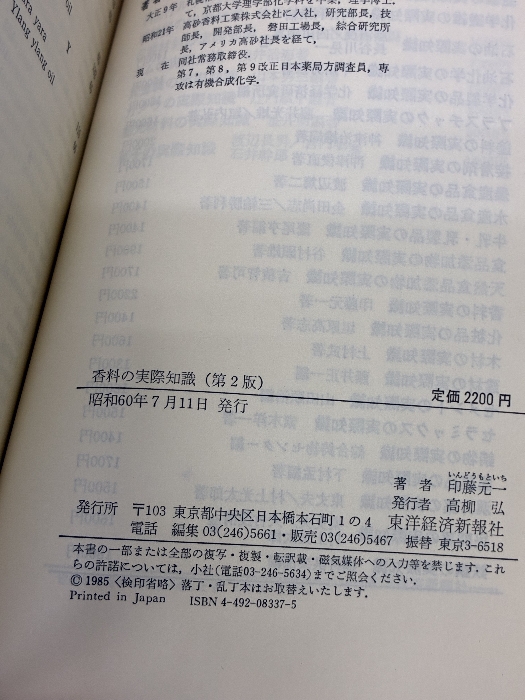 大正9年
て，京都大学理学部化学科を卒業，理学博士．
昭和21年 高砂香料工業株式会社に入社，研究部長，技
師長，開発部長，磐田工場長，綜合研究所
長，アメリカ高砂社長を経て，
現在 同社常務取締役．
第7，第8，第9改正日本薬局方調査員，専
攻は有機合成化学．
oil
yara yara Y
Ylang ylang oil
香料の実際知識（第2版）
定価 2200 円
昭和60年7月11日 発行
いんどうもといち
著者 印藤元一
発行者 高柳弘
発行所 〒103 東京都中央区日本橋本石町1の4 東洋経済新報社
電話 編集 03(246)5661・販売 03(246)5467 振替 東京3-6518
本書の一部または全部の複写・複製・転訳載・磁気媒体への入力等を禁じます．これ
らの許諾については，小社(電話03-246-5634)までご照会ください．
© 1985 〈検印省略〉 落丁・乱丁本はお取替えいたします．
Printed in Japan ISBN 4-492-08337-5